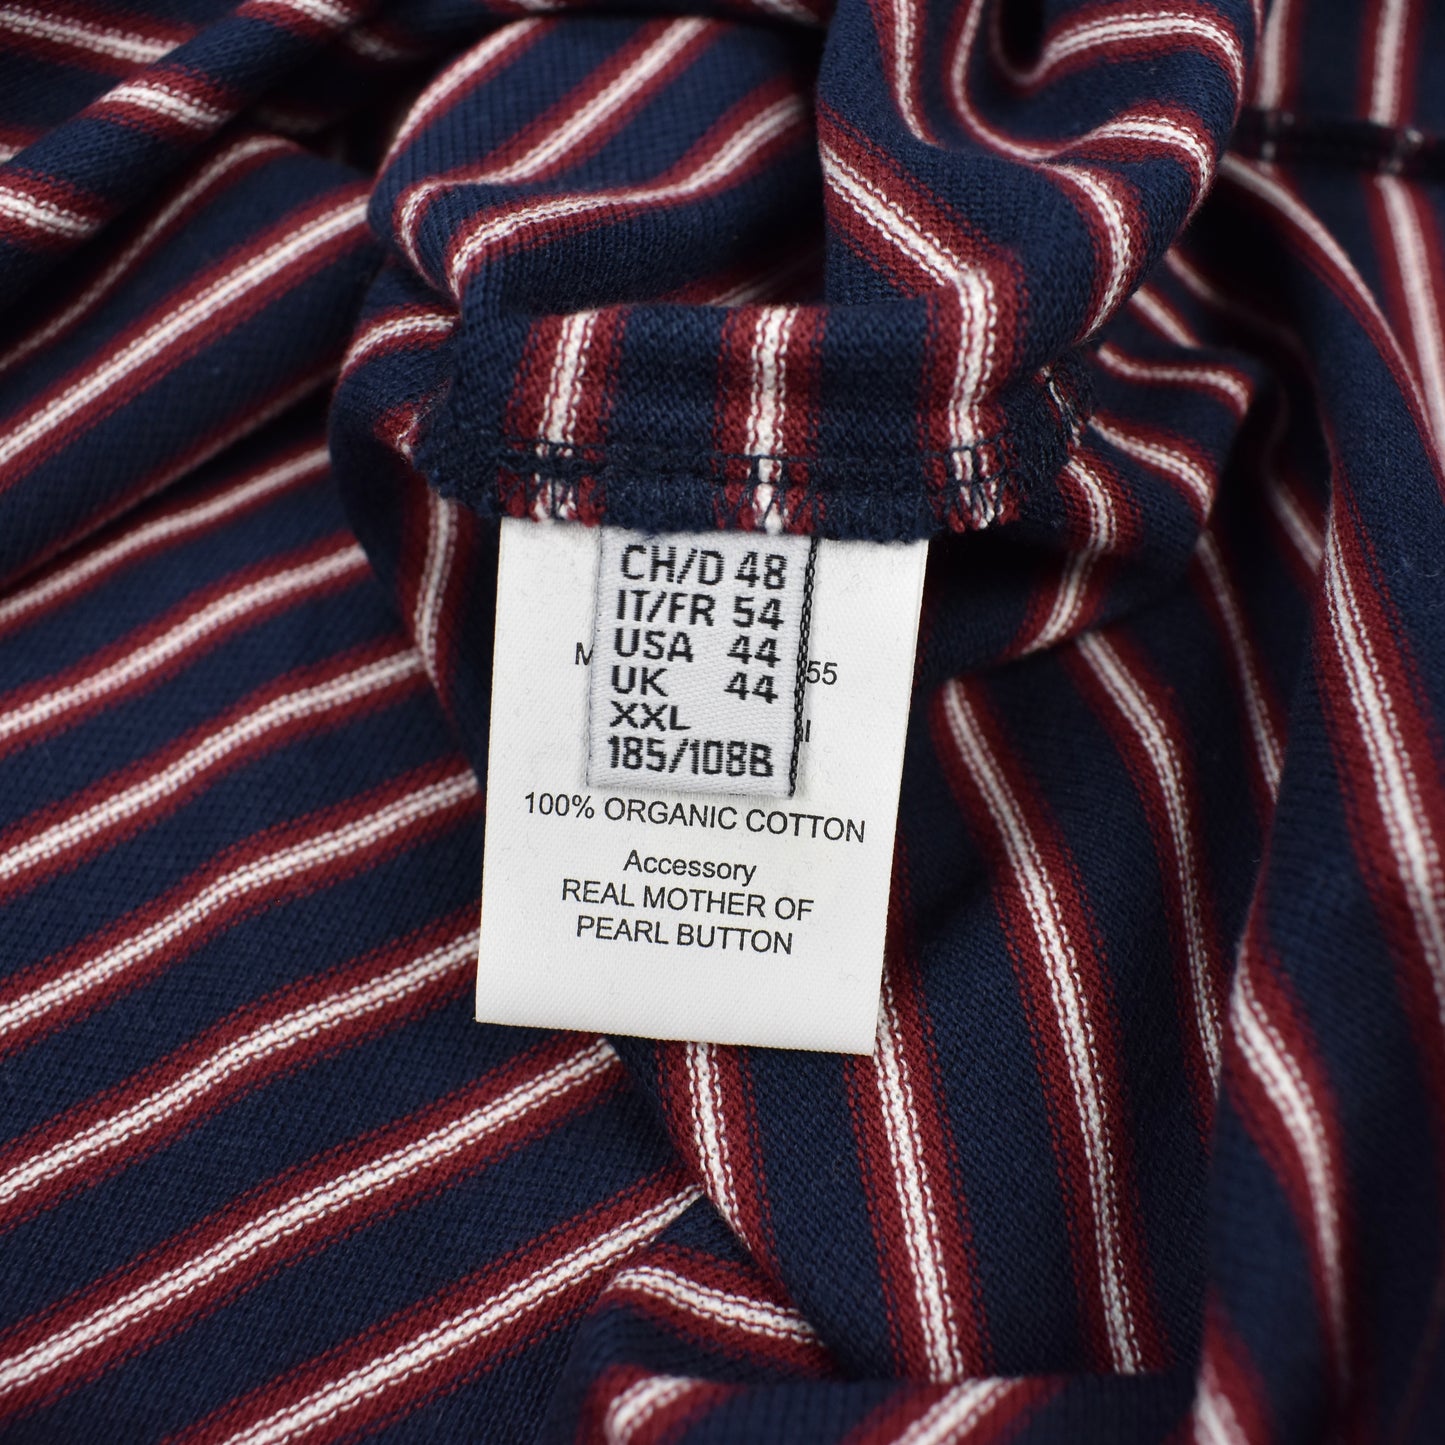 CH/D 48
IT/FR 54
USA 44
UK 44
XXL
185/108B
55
100% ORGANIC COTTON
Accessory
REAL MOTHER OF
PEARL BUTTON